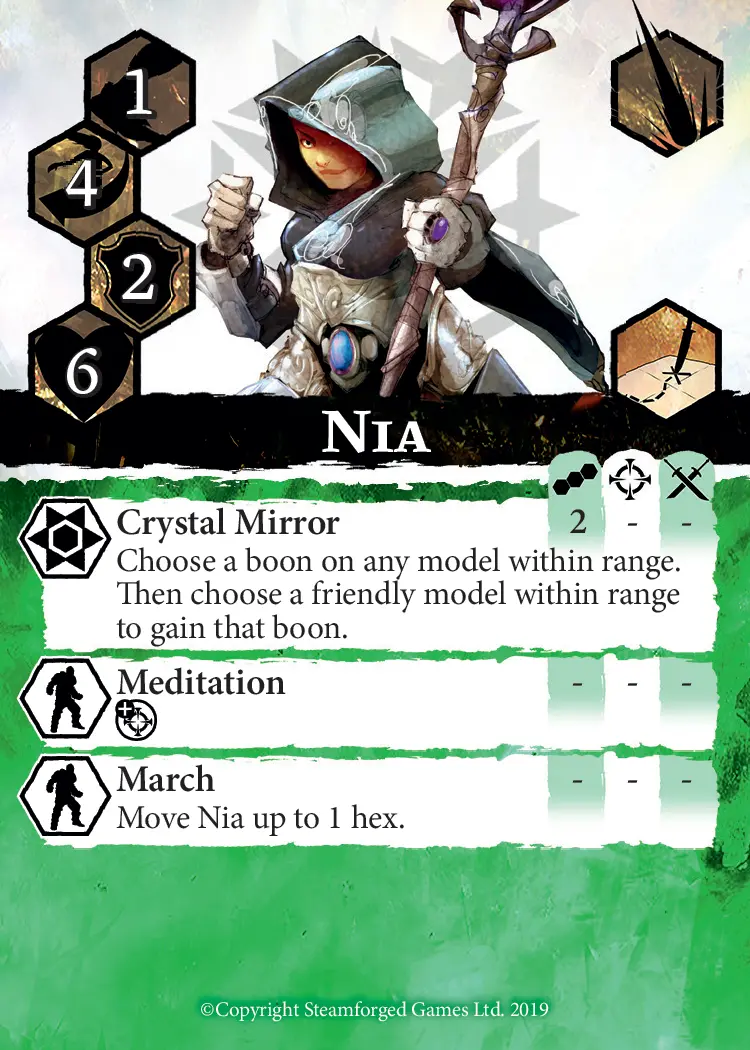 1
4
2
6
Nia
Crystal Mirror 2 - -
Choose a boon on any model within range.
Then choose a friendly model within range
to gain that boon.
Meditation - - -
March - - -
Move Nia up to 1 hex.
©Copyright Steamforged Games Ltd. 2019